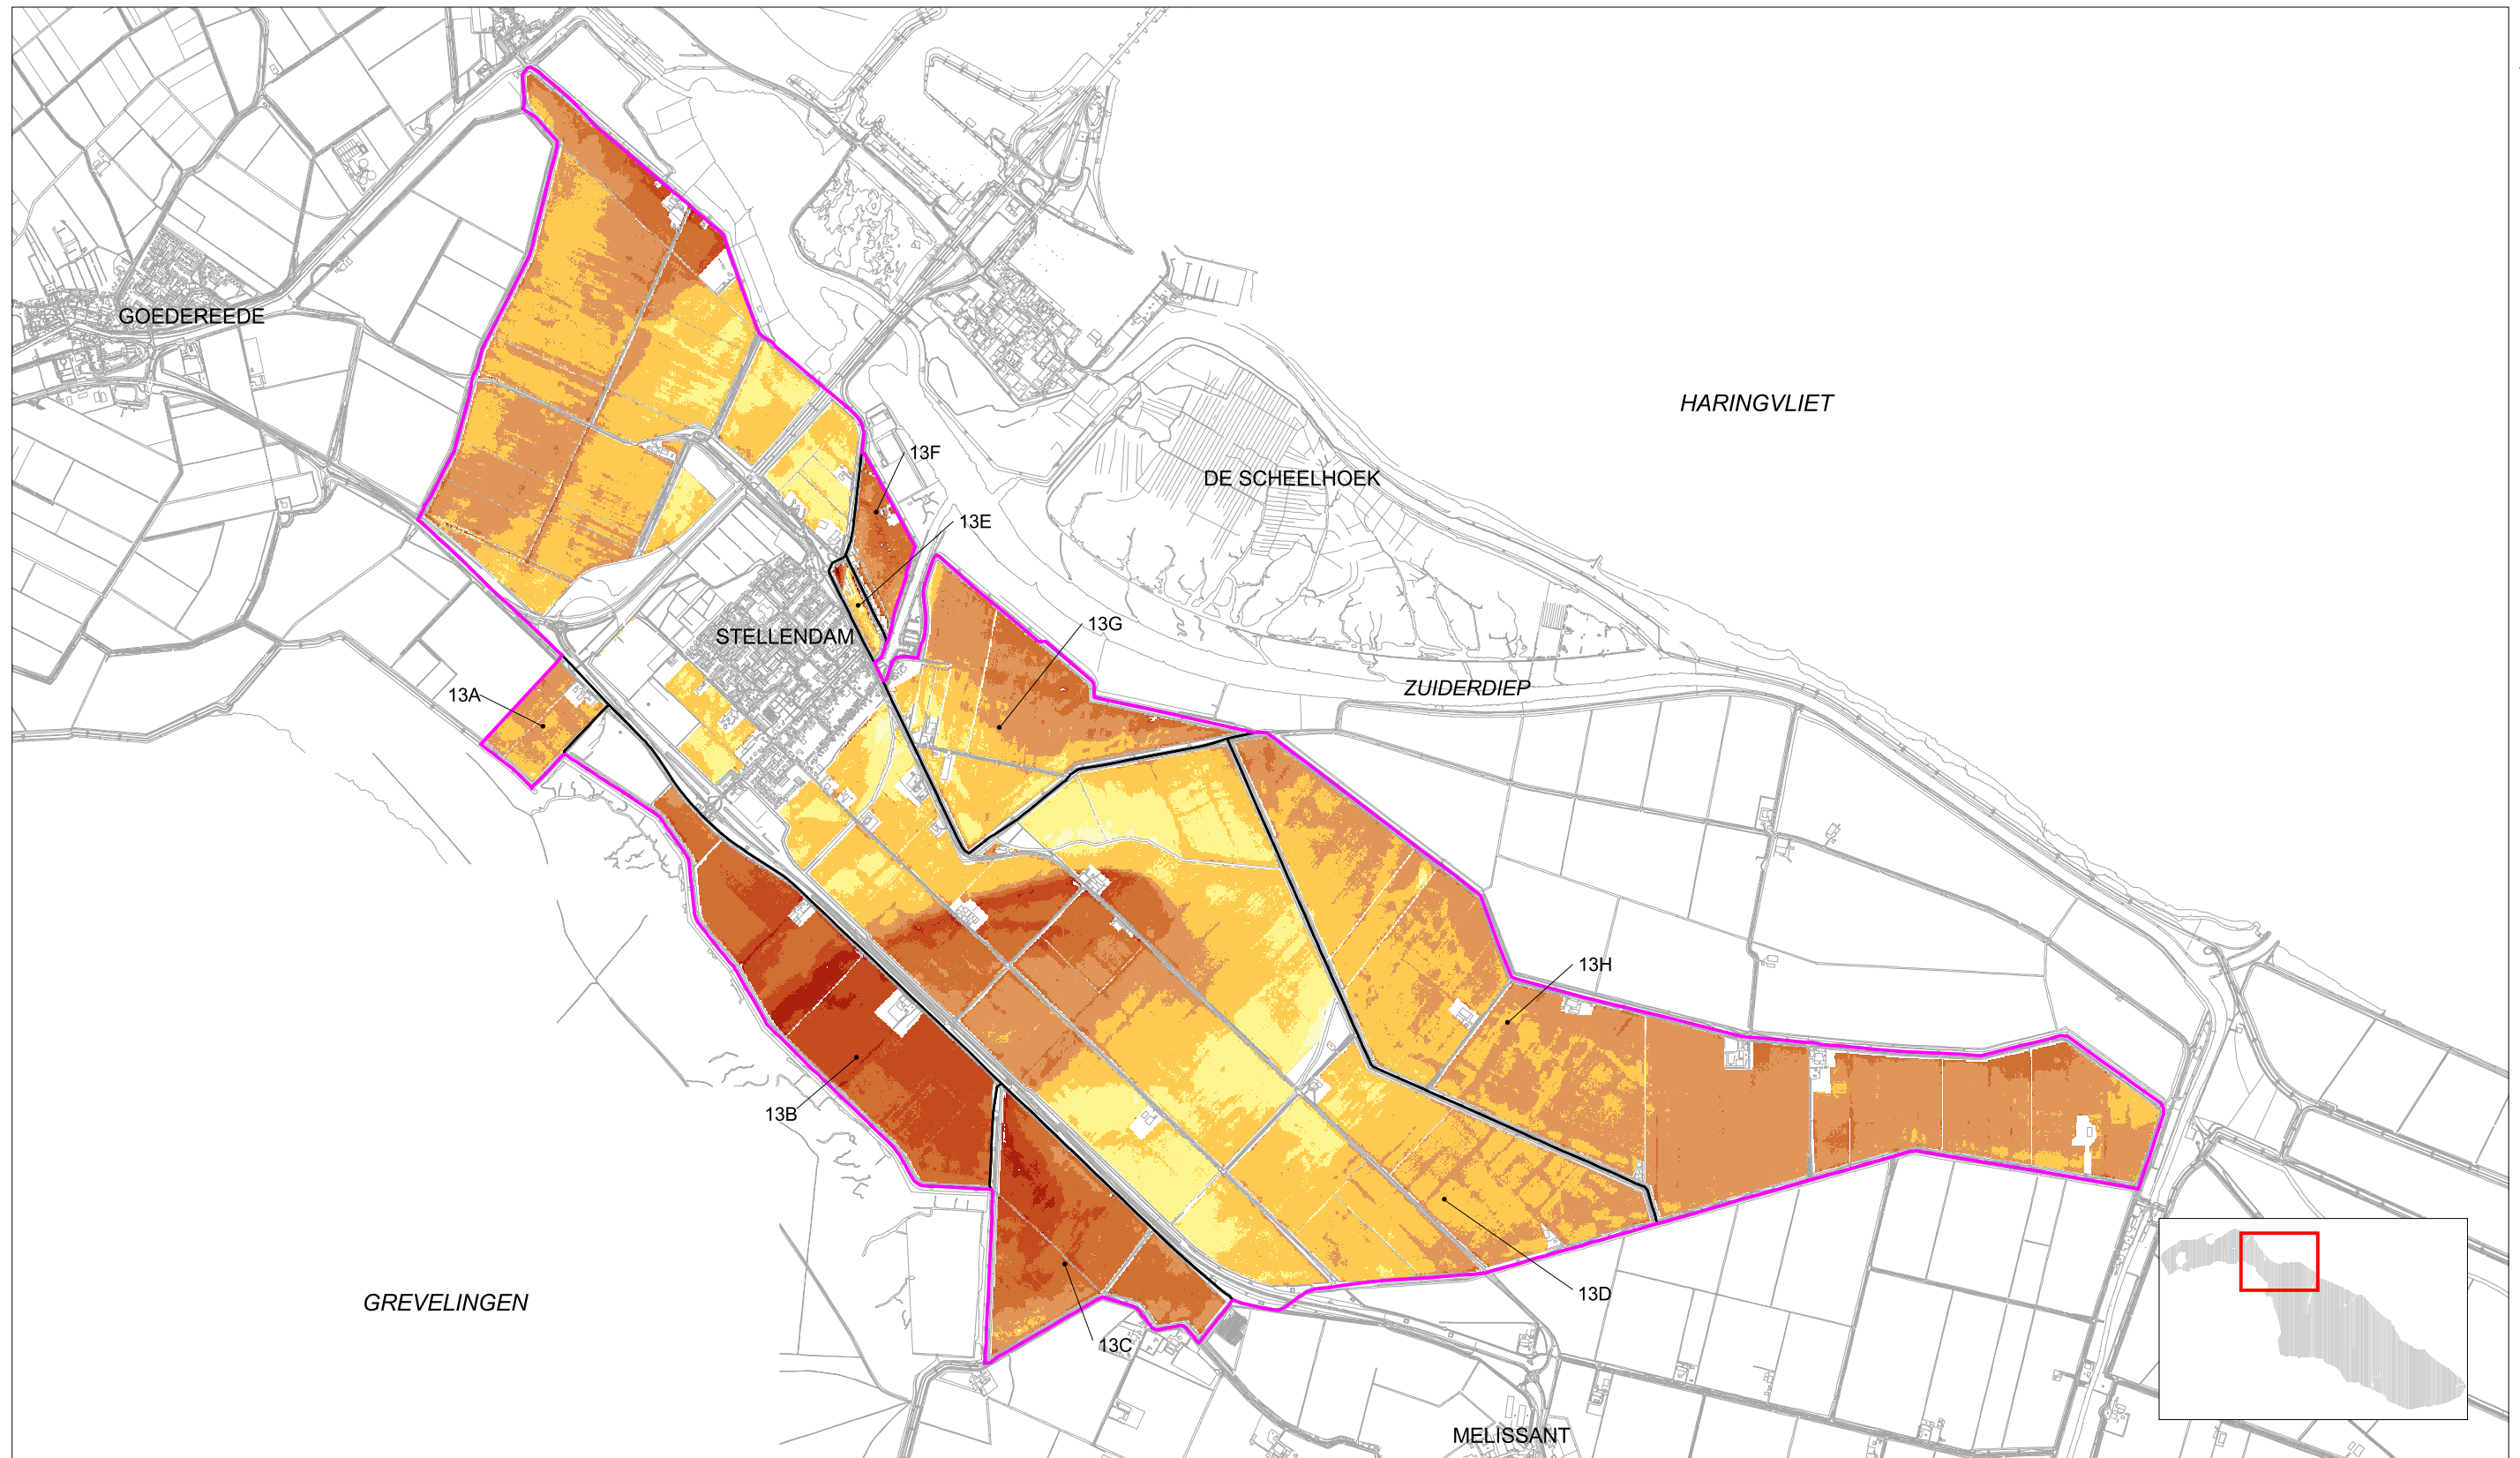 GOEDEREEDE
HARINGVLIET
13F
DE SCHEELHOEK
13E
13G
STELLENDAM
ZUIDERDIEP
13A
13H
13B
13D
GREVELINGEN
13C
MELISSANT